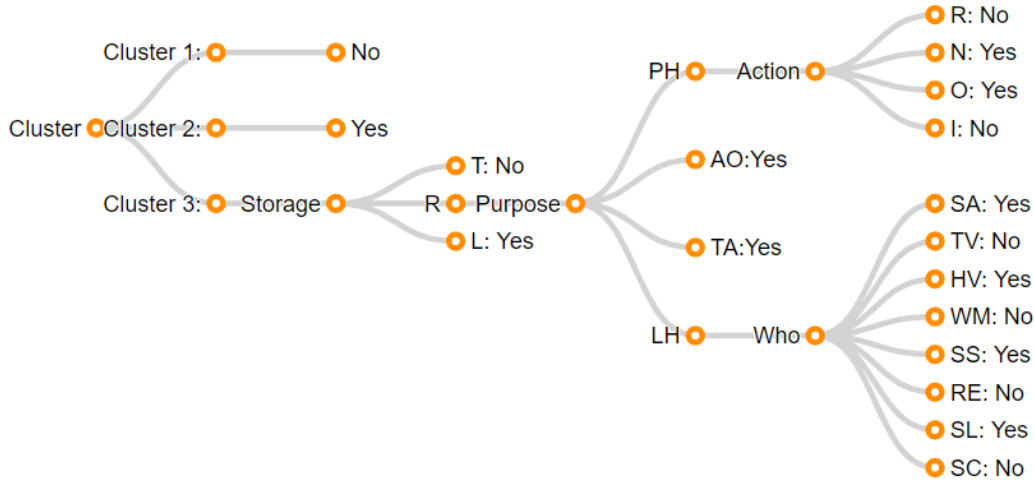 Cluster
Cluster 1:
No
Cluster 2:
Yes
Cluster 3:
Storage
T: No
R
Purpose
L: Yes
PH
Action
R: No
N: Yes
O: Yes
I: No
AO:Yes
TA:Yes
LH
Who
SA: Yes
TV: No
HV: Yes
WM: No
SS: Yes
RE: No
SL: Yes
SC: No